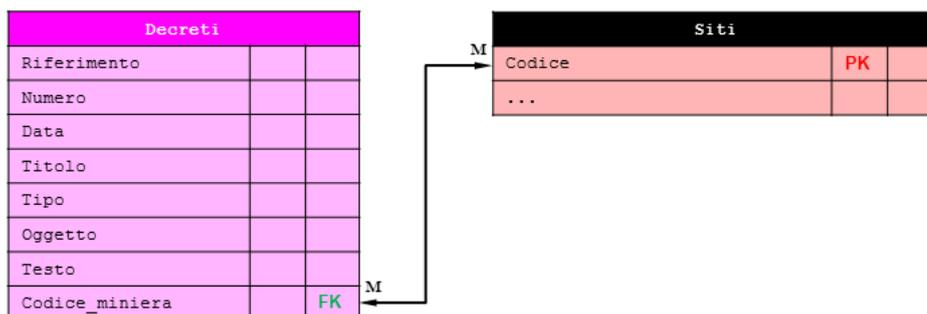 Decreti
Riferimento
Numero
Data
Titolo
Tipo
Oggetto
Testo
Codice_miniera FK
M
M
Siti
Codice PK
...